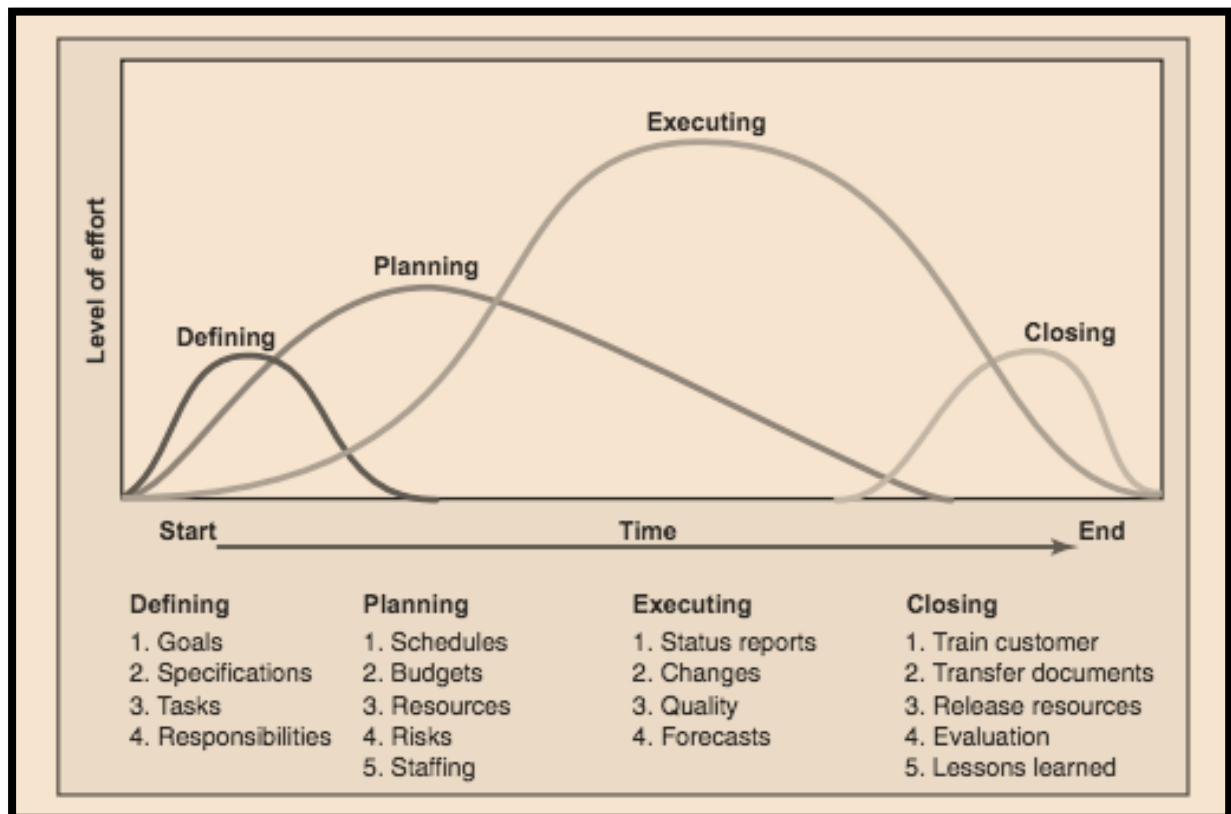 Executing
Planning
Defining
Closing
Level of effort
Start
Time
End
Defining
1. Goals
2. Specifications
3. Tasks
4. Responsibilities
Planning
1. Schedules
2. Budgets
3. Resources
4. Risks
5. Staffing
Executing
1. Status reports
2. Changes
3. Quality
4. Forecasts
Closing
1. Train customer
2. Transfer documents
3. Release resources
4. Evaluation
5. Lessons learned